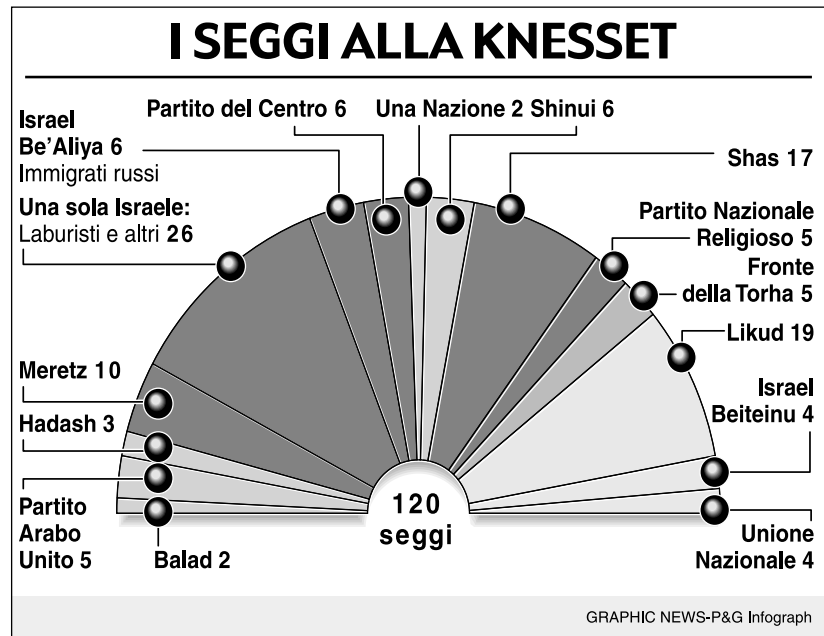 I SEGGI ALLA KNESSET
Israel
Be’Aliya 6
Immigrati russi
Partito del Centro 6
Una Nazione 2 Shinui 6
Shas 17
Una sola Israele:
Laburisti e altri 26
Partito Nazionale
Religioso 5
Fronte
della Torha 5
Likud 19
Meretz 10
Hadash 3
Israel
Beiteinu 4
Partito
Arabo
Unito 5
Balad 2
120
seggi
Unione
Nazionale 4
GRAPHIC NEWS-P&G Infograph